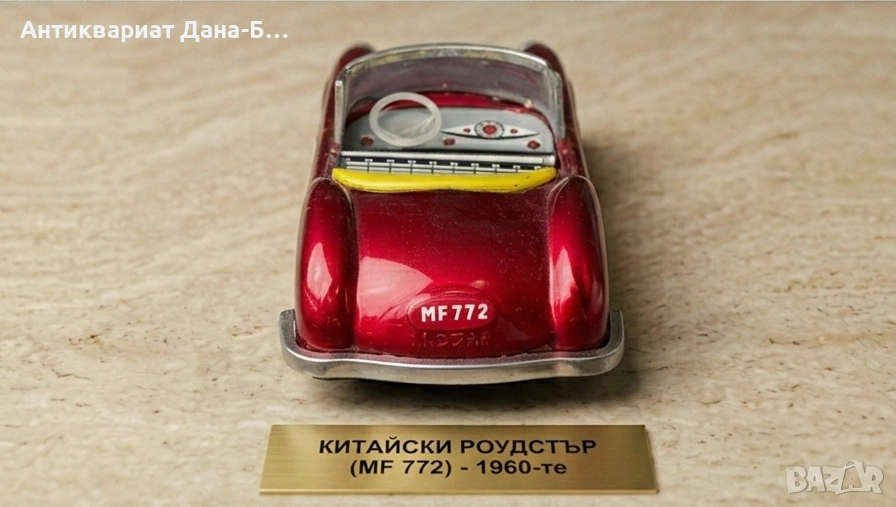 Антиквариат Дана-Б...
MF 772
КИТАЙСКИ РОУДСТЪР
(MF 772) - 1960-те
BAZAR